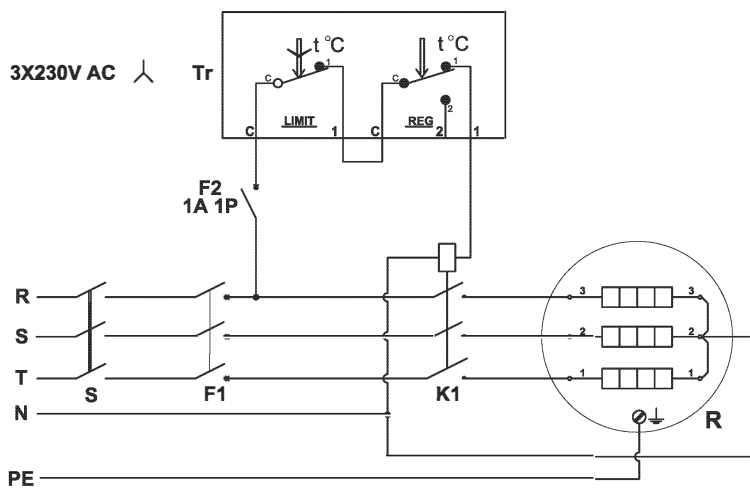 3X230V AC
Tr
t °C
t °C
C
1
C
1
2
C
LIMIT
1
C
REG
2
1
F2
1A 1P
R
S
T
N
PE
S
F1
K1
3
3
2
2
1
1
R